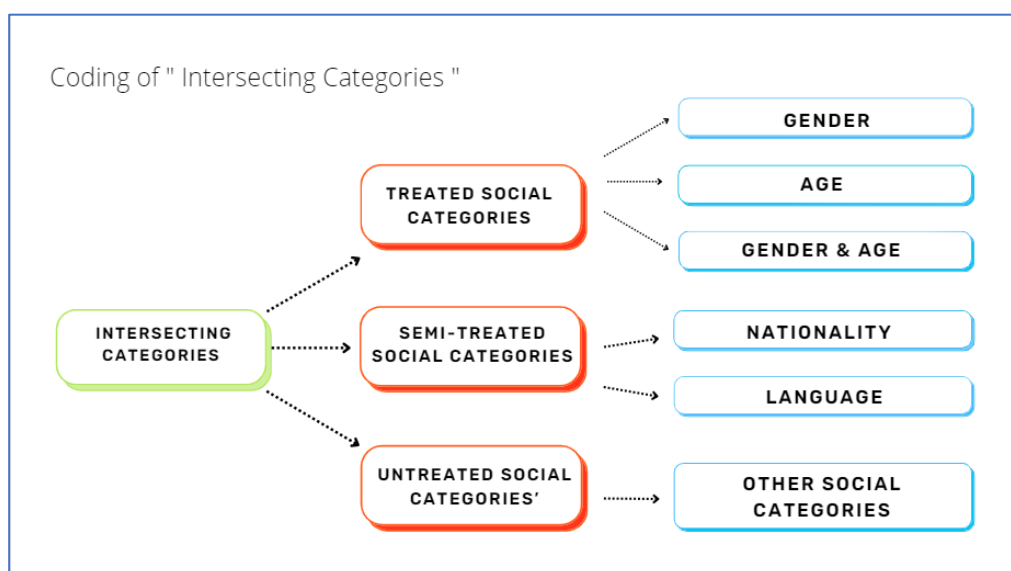 Coding of " Intersecting Categories "
GENDER
TREATED SOCIAL
CATEGORIES
AGE
GENDER & AGE
INTERSECTING
CATEGORIES
SEMI-TREATED
SOCIAL CATEGORIES
NATIONALITY
LANGUAGE
UNTREATED SOCIAL
CATEGORIES’
OTHER SOCIAL
CATEGORIES